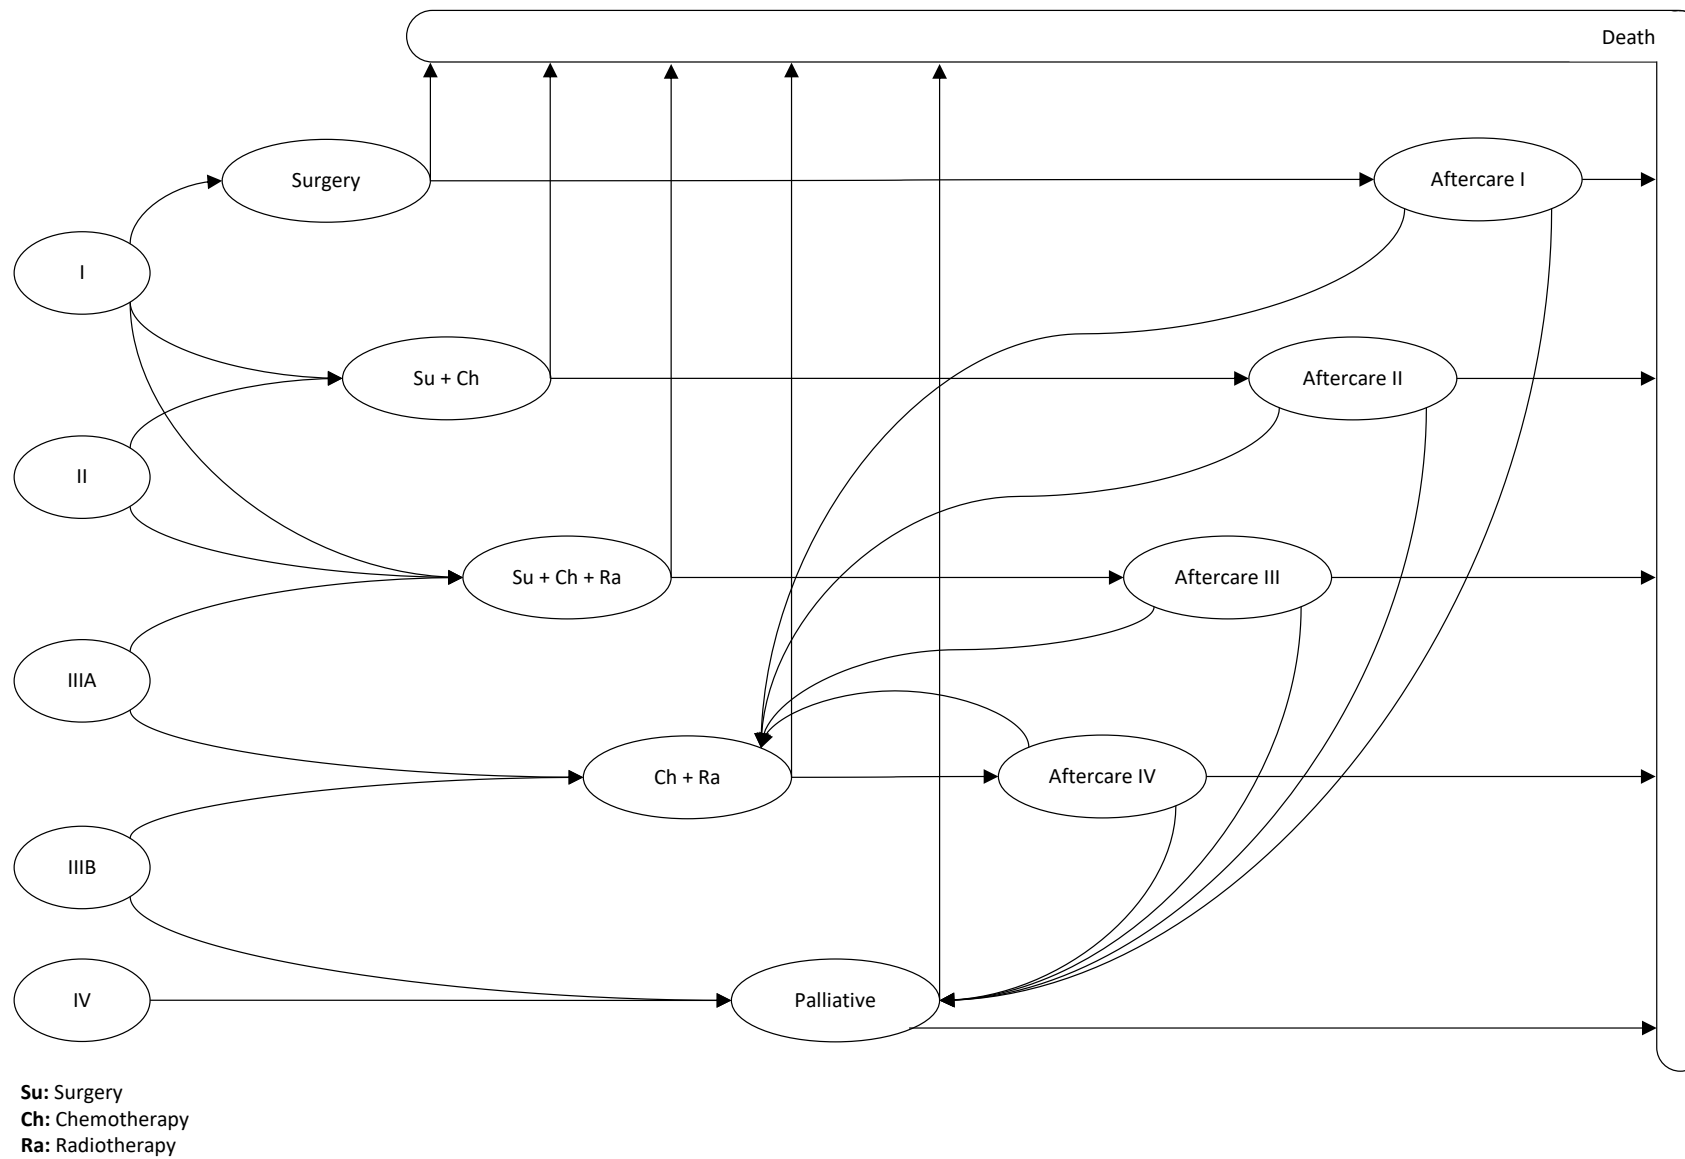 Death
Surgery
Aftercare I
I
Su + Ch
Aftercare II
II
Su + Ch + Ra
Aftercare III
IIIA
Ch + Ra
Aftercare IV
IIIB
IV
Palliative
Su: Surgery
Ch: Chemotherapy
Ra: Radiotherapy